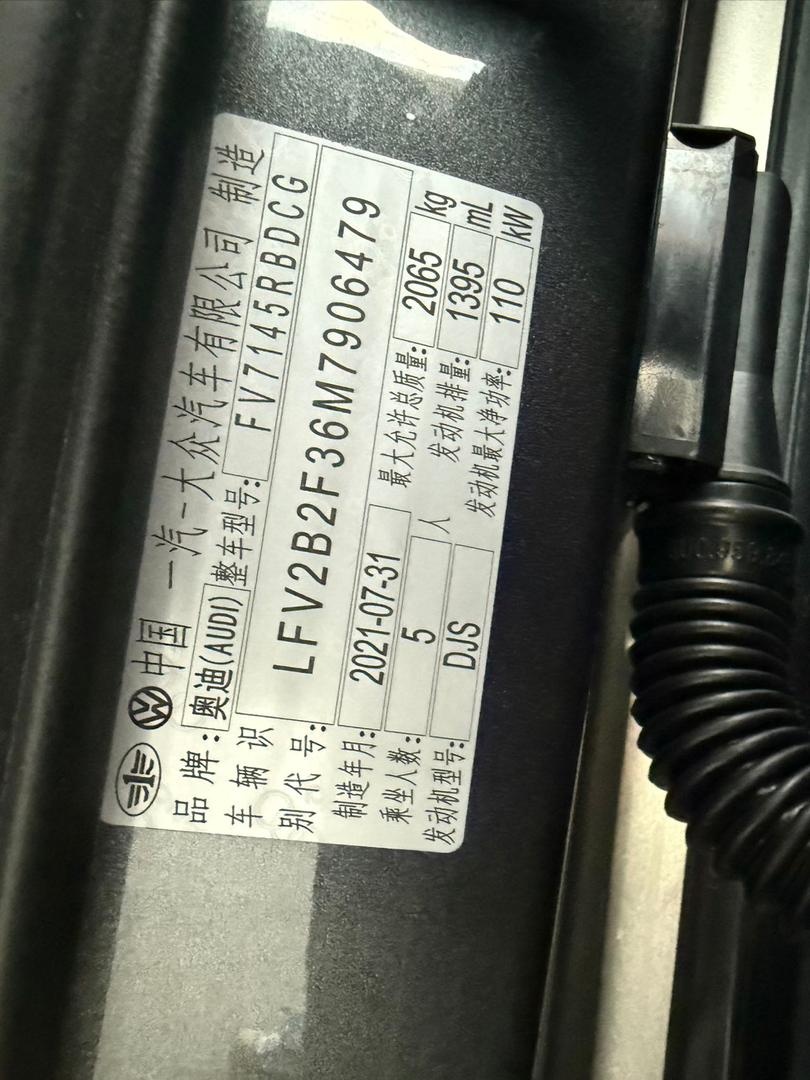 中国 一汽-大众汽车有限公司 制造
品牌: 奥迪(AUDI) 整车型号: FV7145RBDCG
车辆识别代号: LFV2B2F36M7906479
制造年月: 2021-07-31 最大允许总质量: 2065 kg
乘坐人数: 5 人 发动机排量: 1395 mL
发动机型号: DJS 发动机最大净功率: 110 kW